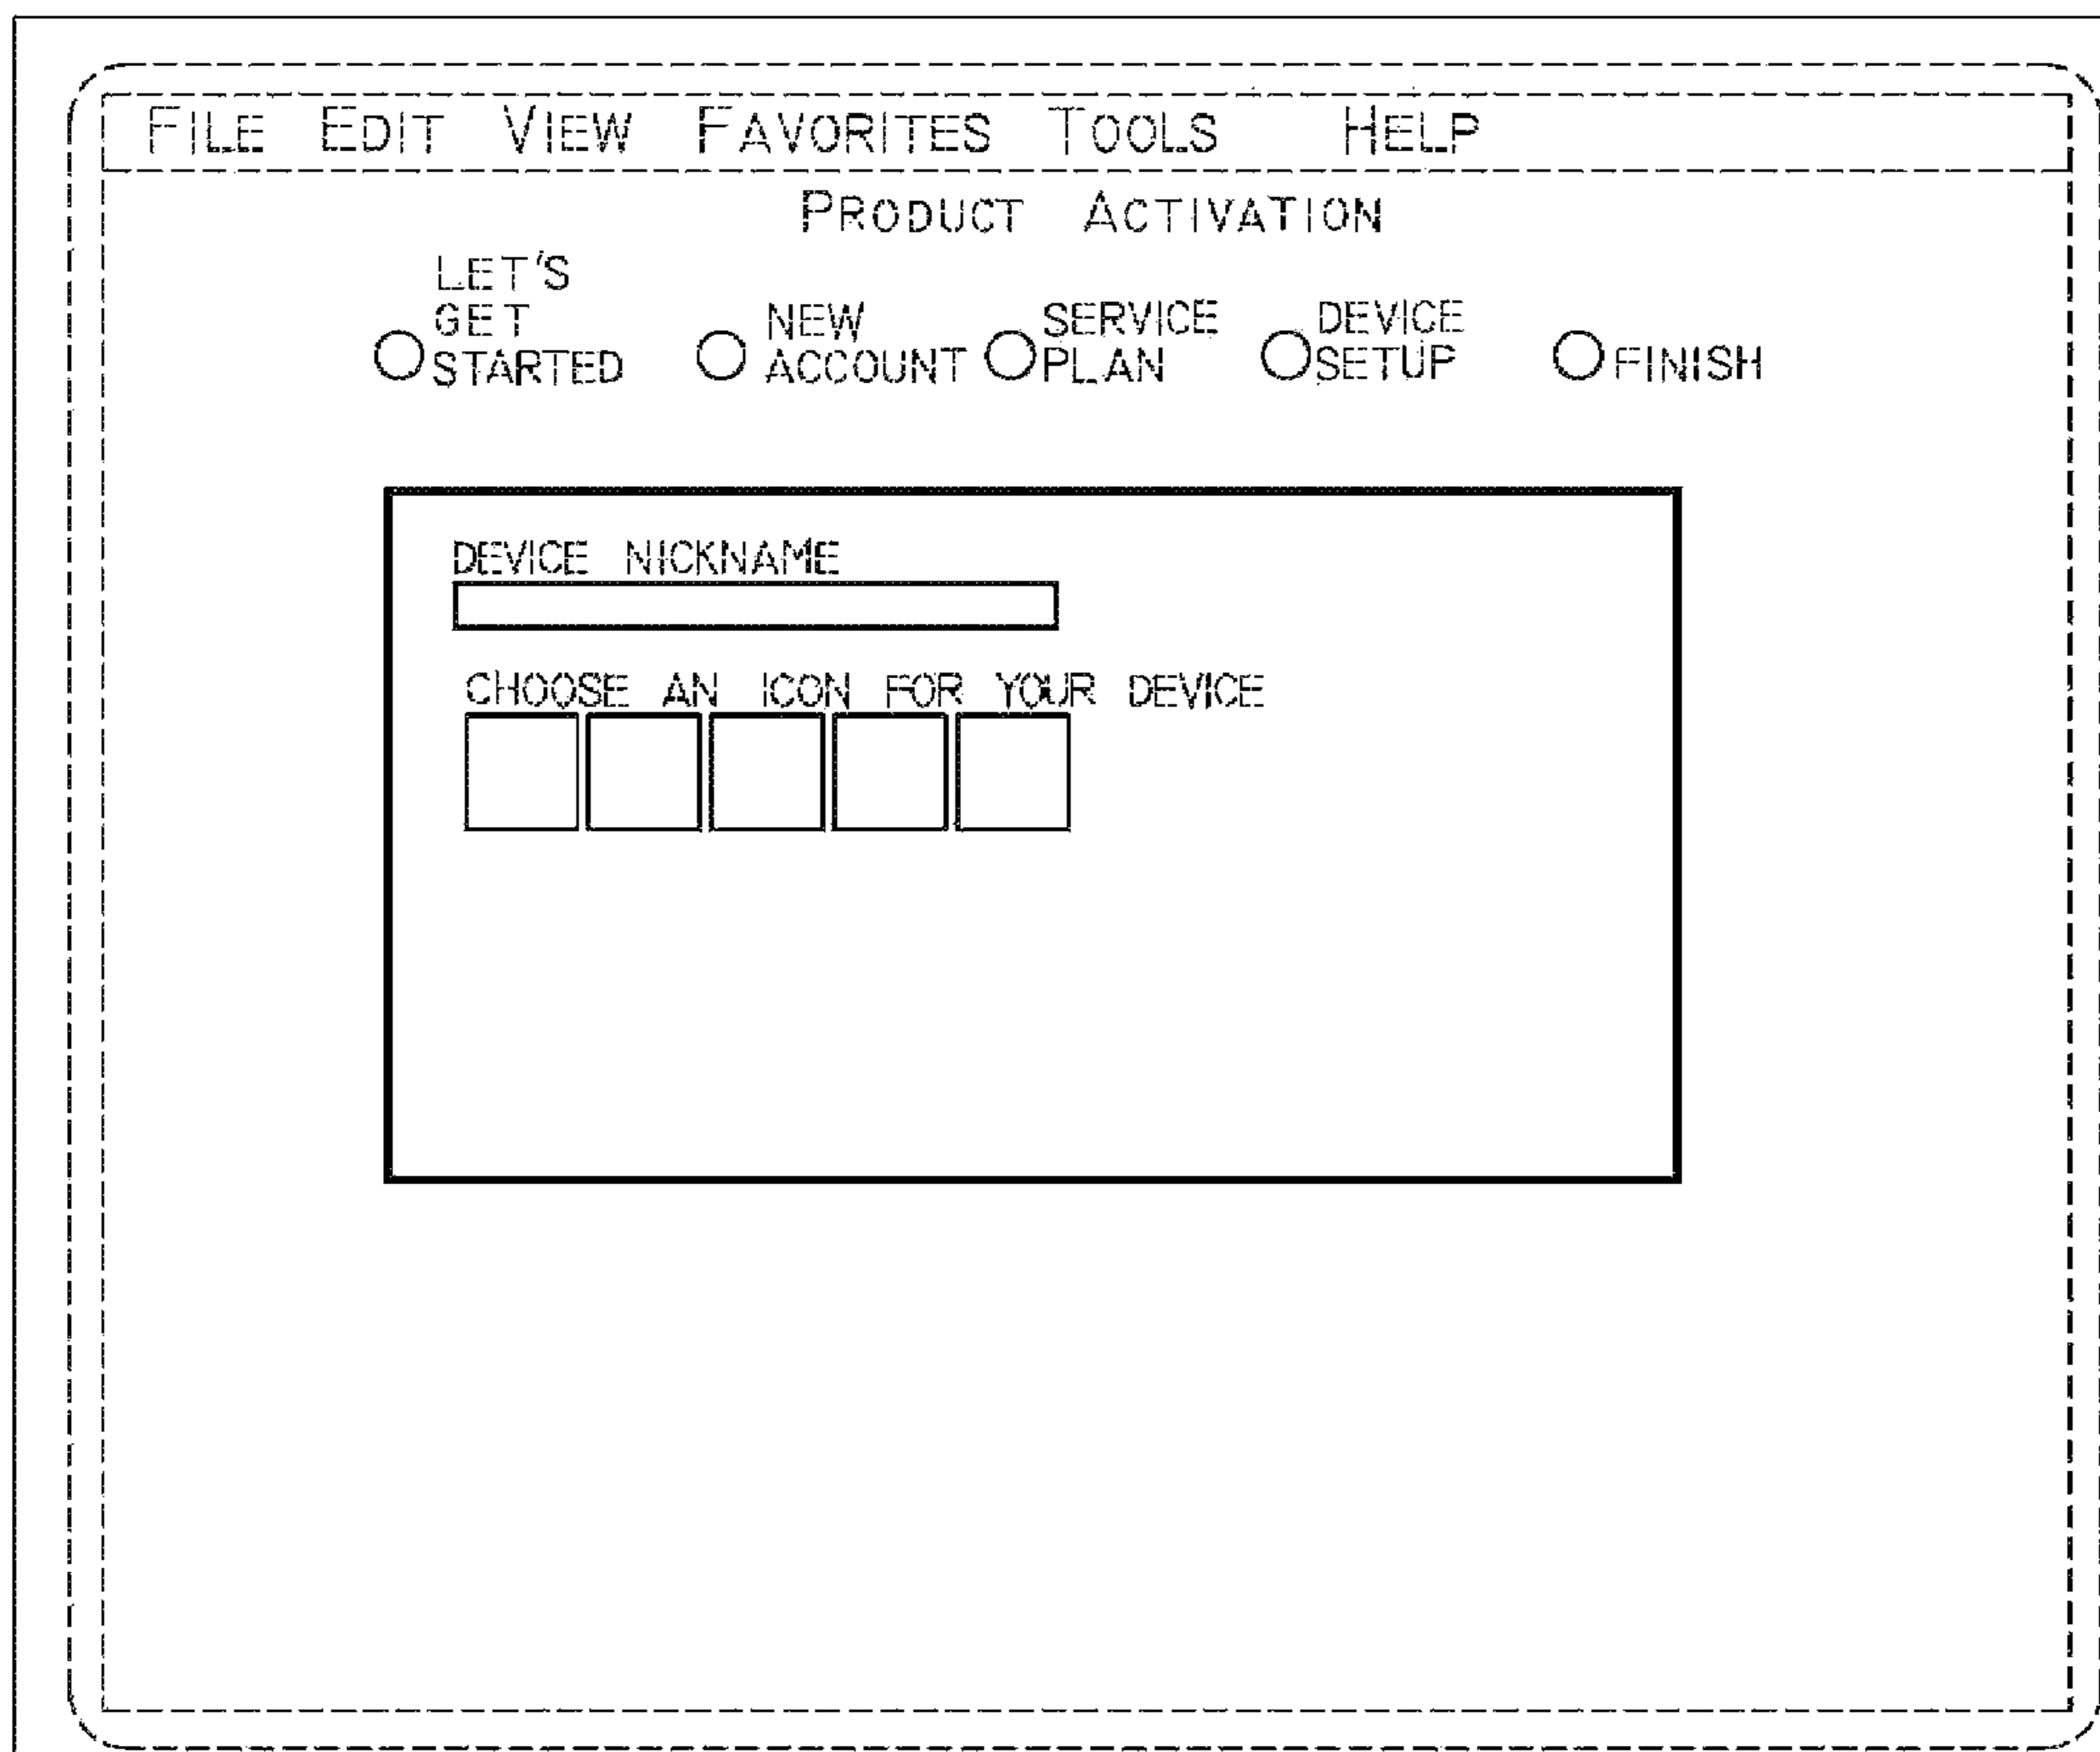 FILE EDIT VIEW FAVORITES TOOLS HELP
PRODUCT ACTIVATION
LET'S
GET
STARTED
NEW
ACCOUNT
SERVICE
PLAN
DEVICE
SETUP
FINISH
DEVICE NICKNAME
CHOOSE AN ICON FOR YOUR DEVICE